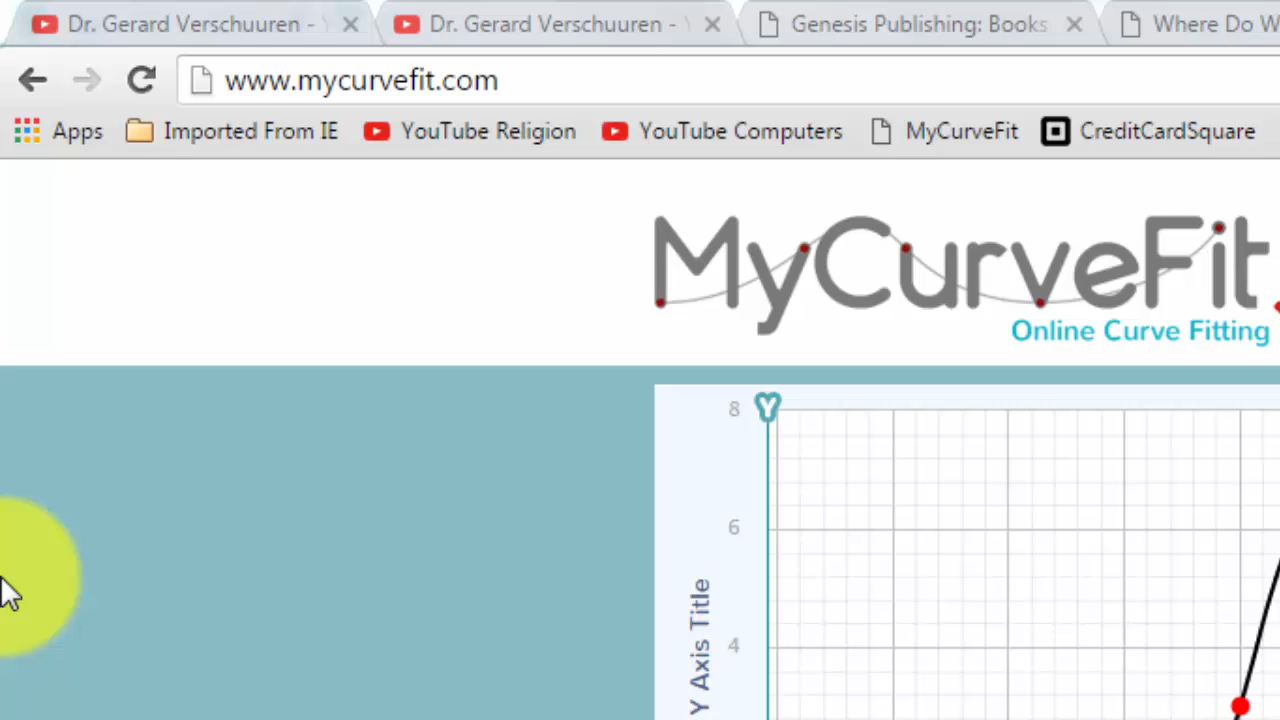 Dr. Gerard Verschuuren - Dr. Gerard Verschuuren - Genesis Publishing: Books Where Do W
www.mycurvefit.com
Apps Imported From IE YouTube Religion YouTube Computers MyCurveFit CreditCardSquare
MyCurveFit
Online Curve Fitting
Y
8
6
4
Y Axis Title